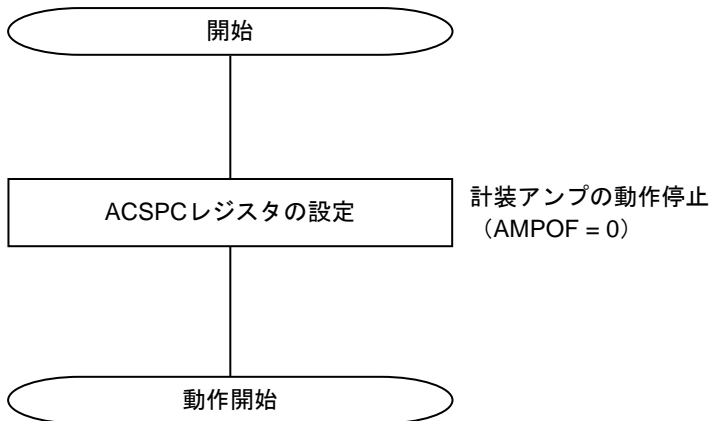 開始
ACSPCレジスタの設定
計装アンプの動作停止
（AMPOF = 0）
動作開始